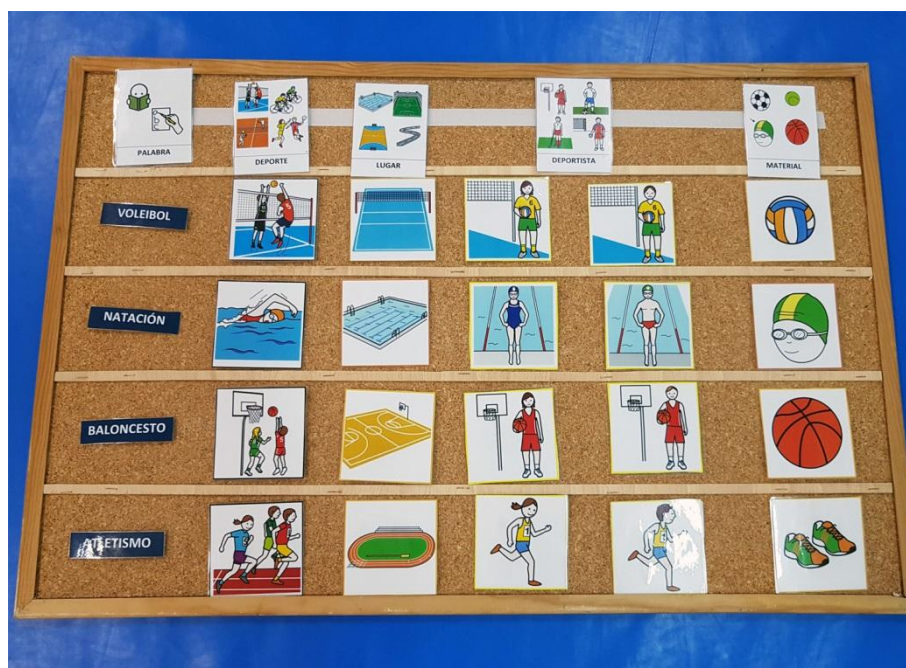 PALABRA
DEPORTE
LUGAR
DEPORTISTA
MATERIAL
VOLEIBOL
NATACIÓN
BALONCESTO
ATLETISMO